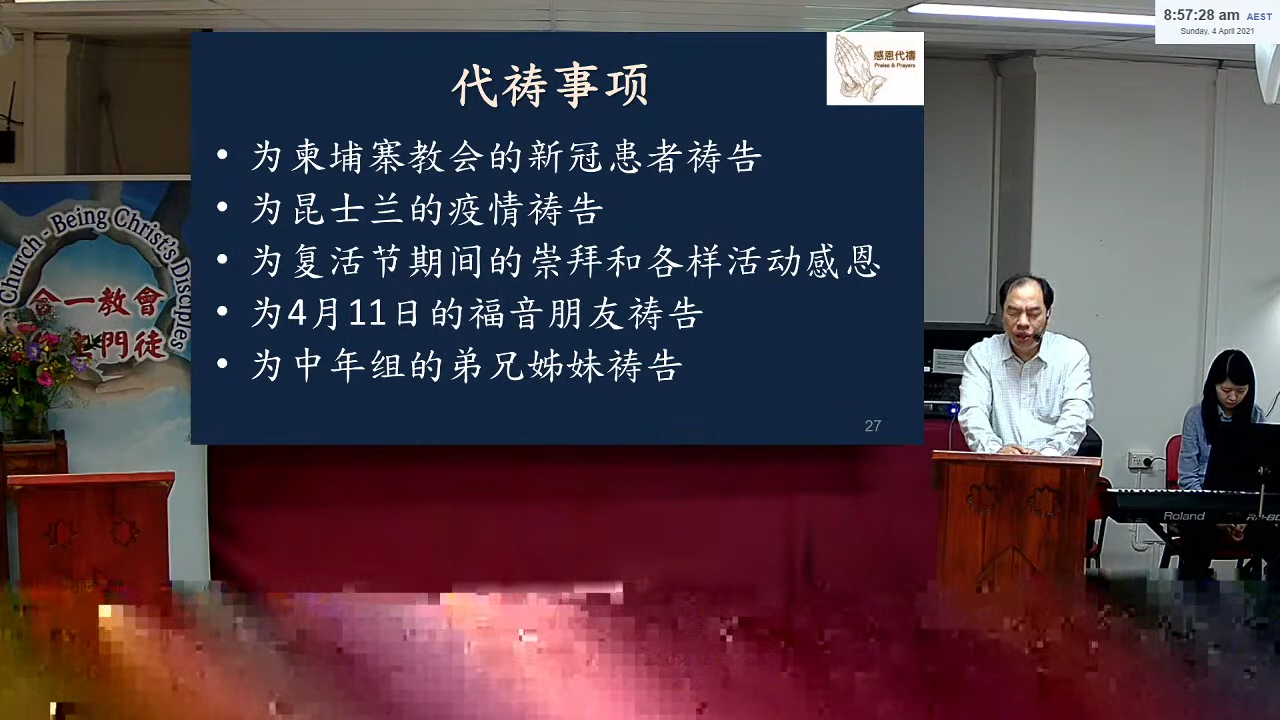 8:57:28 am AEST
Sunday, 4 April 2021
感恩代禱
Praise & Prayers
代祷事项
• 为柬埔寨教会的新冠患者祷告
• 为昆士兰的疫情祷告
• 为复活节期间的崇拜和各样活动感恩
• 为4月11日的福音朋友祷告
• 为中年组的弟兄姊妹祷告
27
Church - Being Christ's Disciples
會一教會
門徒
Roland